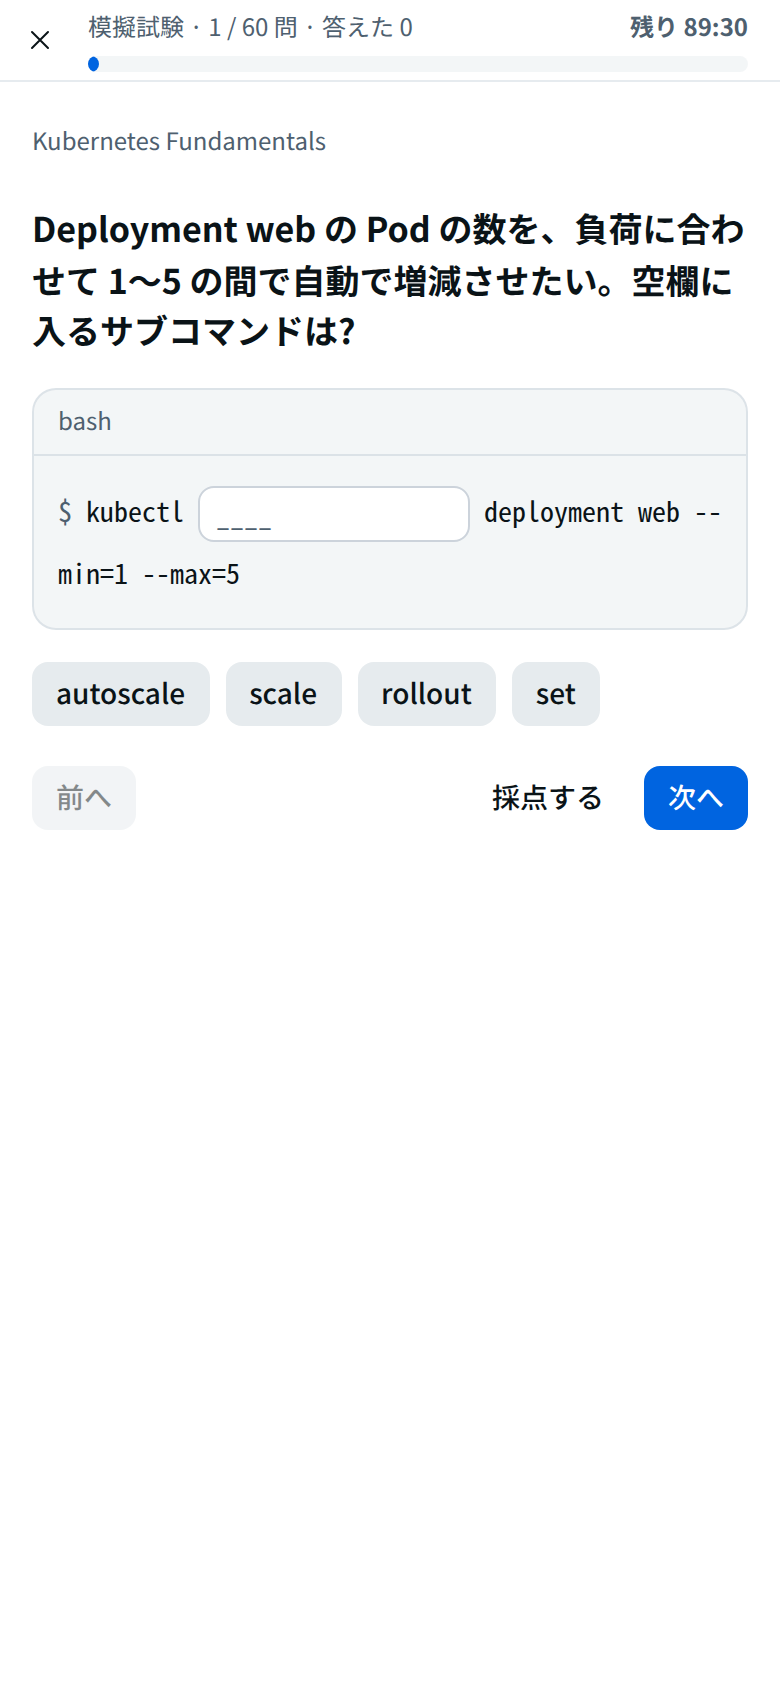 模擬試験 · 1 / 60 問 · 答えた 0
残り 89:30
Kubernetes Fundamentals
Deployment web の Pod の数を、負荷に合わ
せて 1〜5 の間で自動で増減させたい。空欄に
入るサブコマンドは?
bash
$ kubectl ____ deployment web --
min=1 --max=5
autoscale scale rollout set
前へ 採点する 次へ